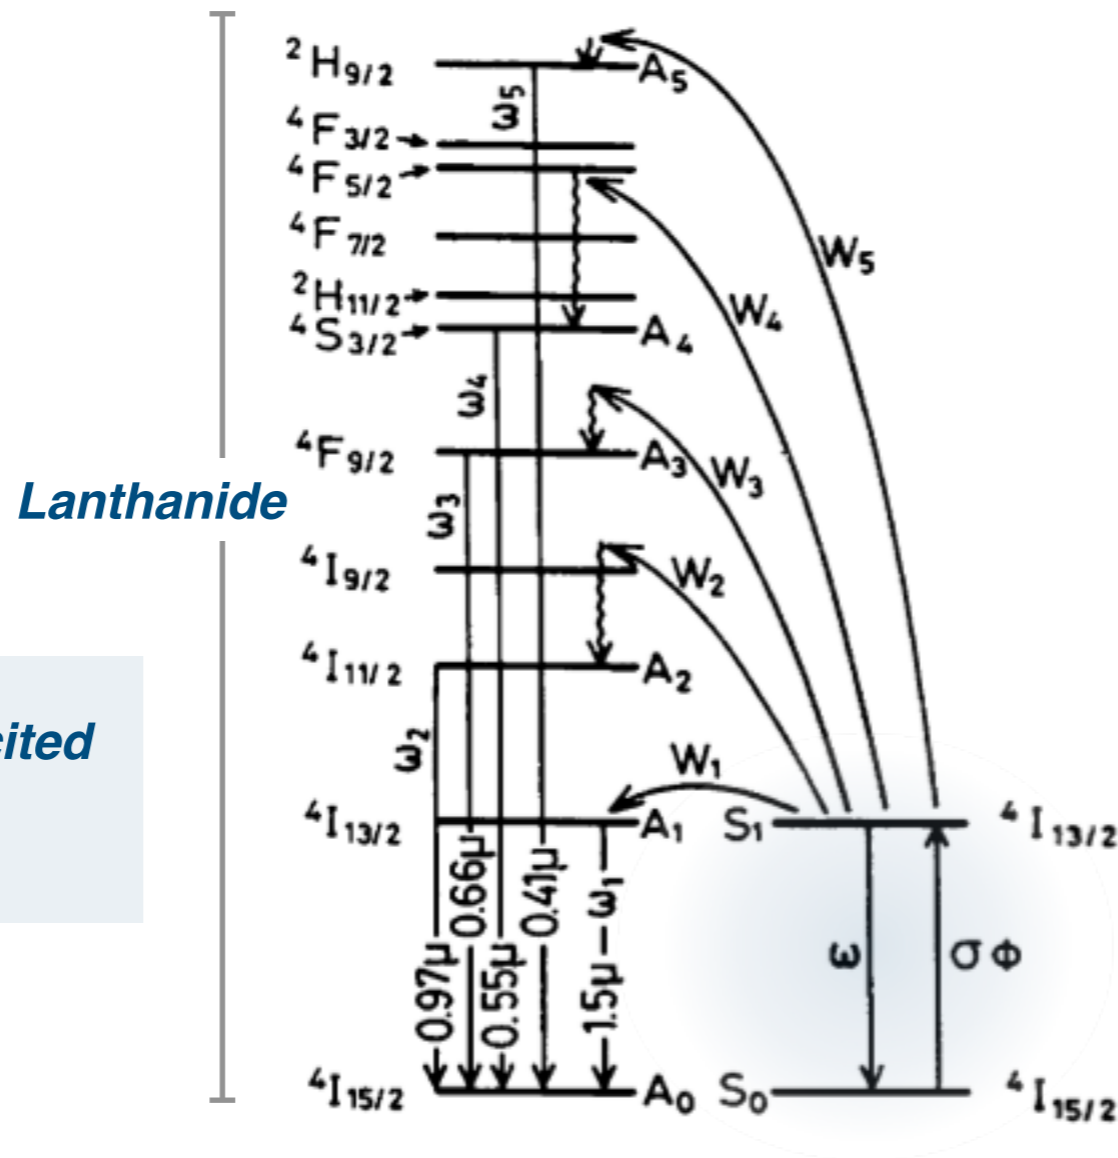 ²H9/2
A5
ω5
⁴F3/2
⁴F5/2
⁴F7/2
W5
W4
²H11/2
⁴S3/2
A4
ω4
⁴F9/2
A3
W3
Lanthanide
ω3
⁴I9/2
W2
⁴I11/2
A2
cited
ω2
W1
⁴I13/2
A1
S1
⁴I13/2
0.97μ
0.66μ
0.55μ
0.41μ
1.5μ
ω1
ε
σΦ
⁴I15/2
A0
S0
⁴I15/2